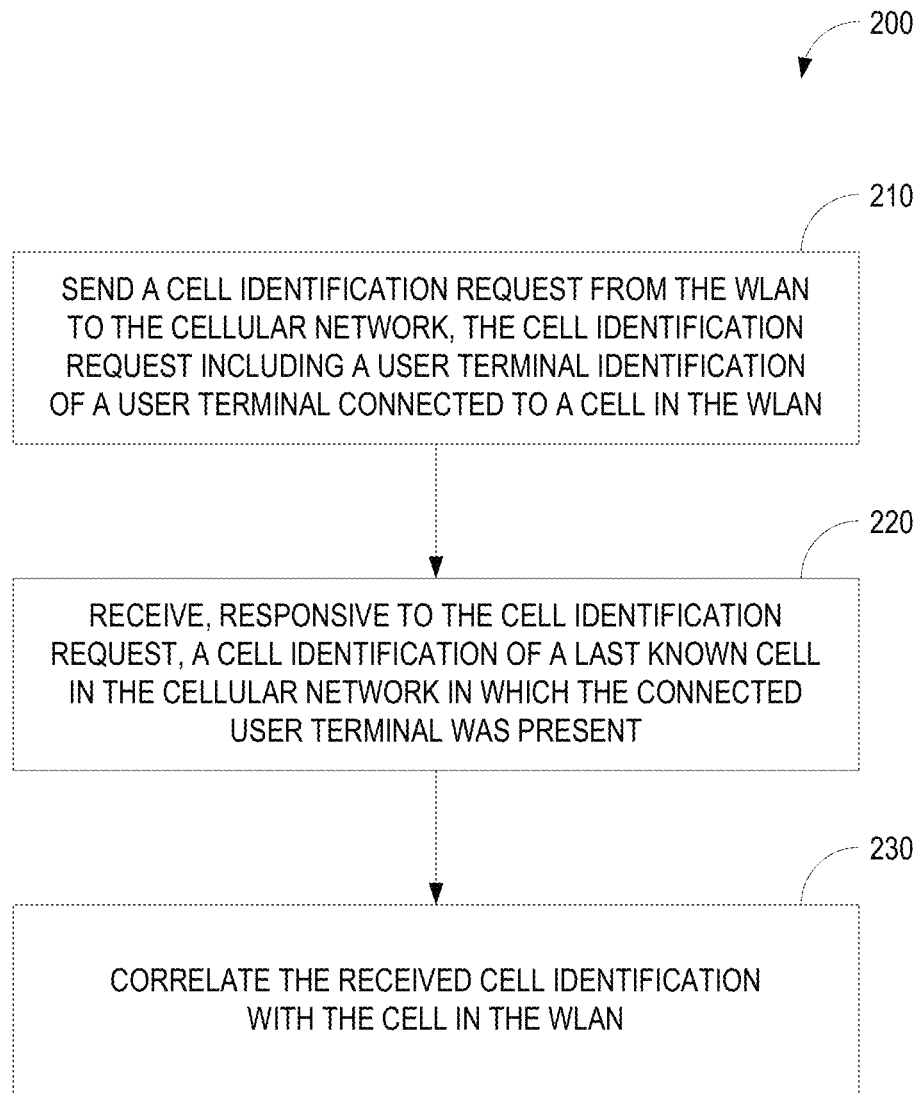 200
210
SEND A CELL IDENTIFICATION REQUEST FROM THE WLAN
TO THE CELLULAR NETWORK, THE CELL IDENTIFICATION
REQUEST INCLUDING A USER TERMINAL IDENTIFICATION
OF A USER TERMINAL CONNECTED TO A CELL IN THE WLAN
220
RECEIVE, RESPONSIVE TO THE CELL IDENTIFICATION
REQUEST, A CELL IDENTIFICATION OF A LAST KNOWN CELL
IN THE CELLULAR NETWORK IN WHICH THE CONNECTED
USER TERMINAL WAS PRESENT
230
CORRELATE THE RECEIVED CELL IDENTIFICATION
WITH THE CELL IN THE WLAN